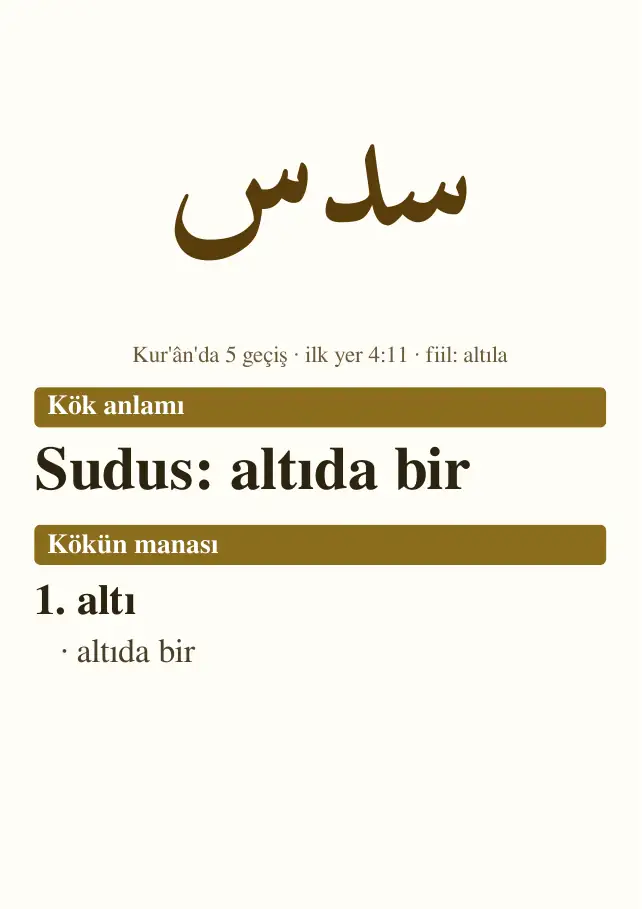 سدس
Kur'ân'da 5 geçiş · ilk yer 4:11 · fiil: altıla
Kök anlamı
Sudus: altıda bir
Kökün manası
1. altı
· altıda bir